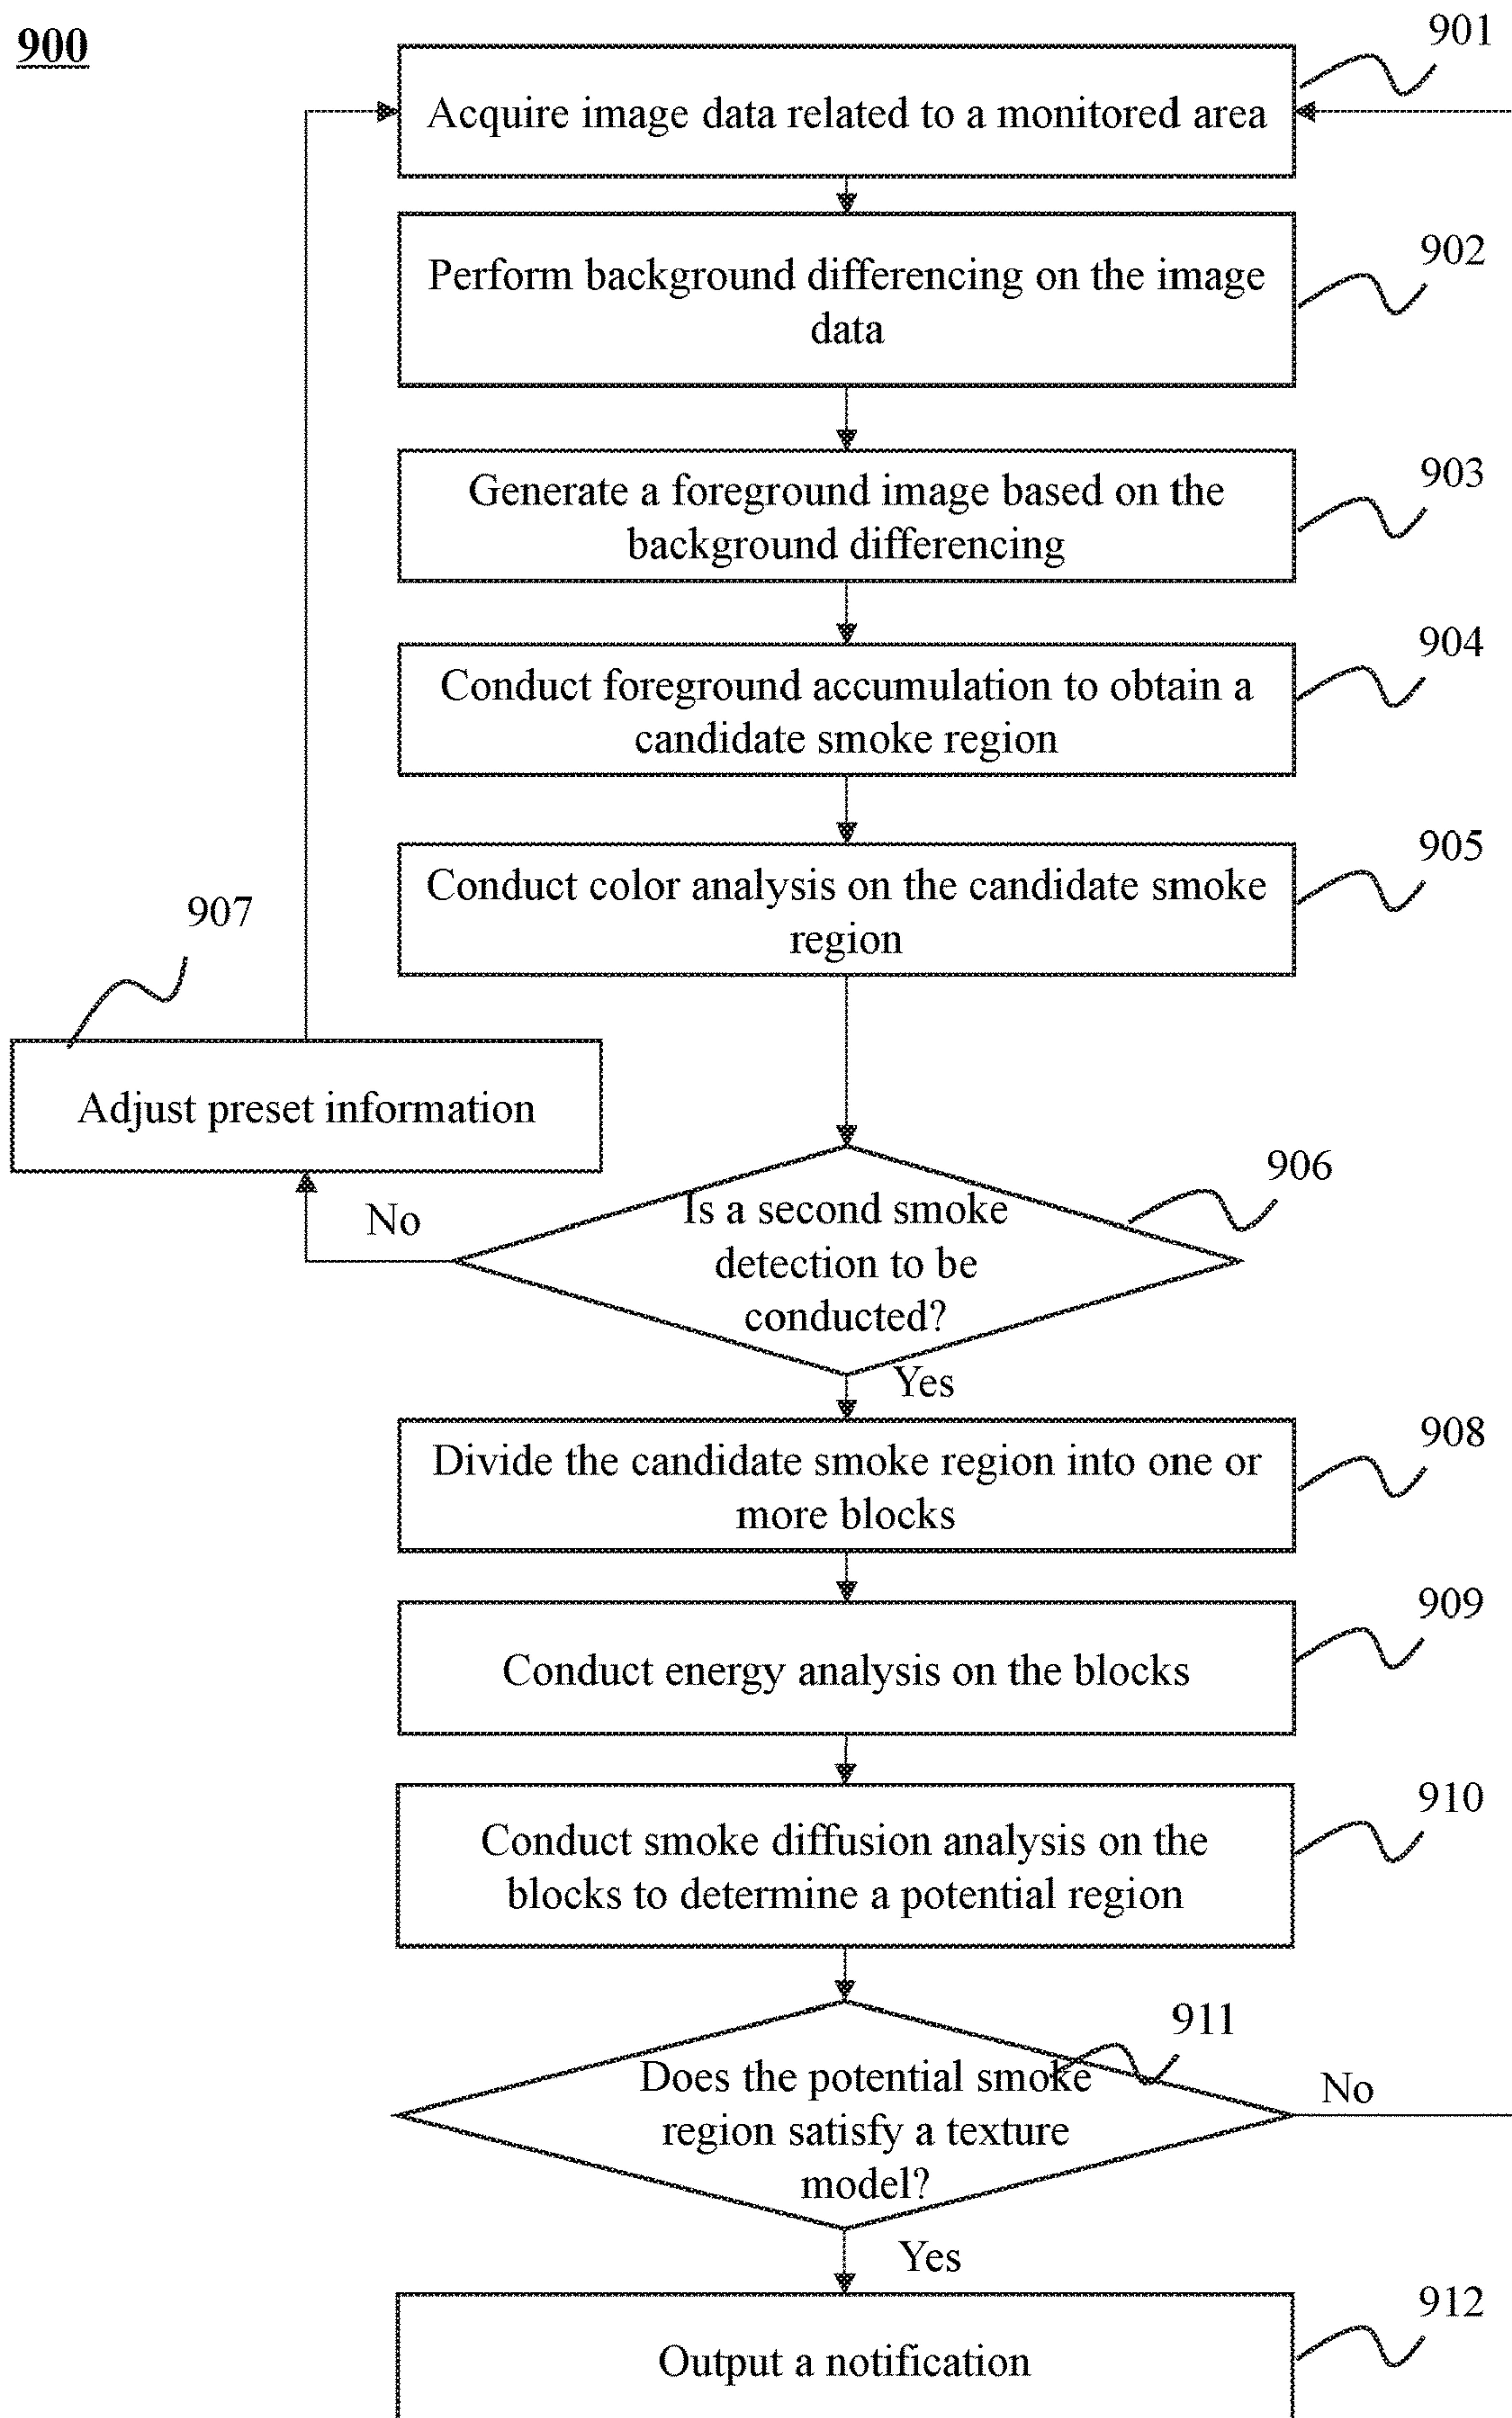 900
901
Acquire image data related to a monitored area
902
Perform background differencing on the image
data
903
Generate a foreground image based on the
background differencing
904
Conduct foreground accumulation to obtain a
candidate smoke region
905
Conduct color analysis on the candidate smoke
region
907
Adjust preset information
906
No
Is a second smoke
detection to be
conducted?
Yes
908
Divide the candidate smoke region into one or
more blocks
909
Conduct energy analysis on the blocks
910
Conduct smoke diffusion analysis on the
blocks to determine a potential region
911
Does the potential smoke
region satisfy a texture
model?
No
Yes
912
Output a notification